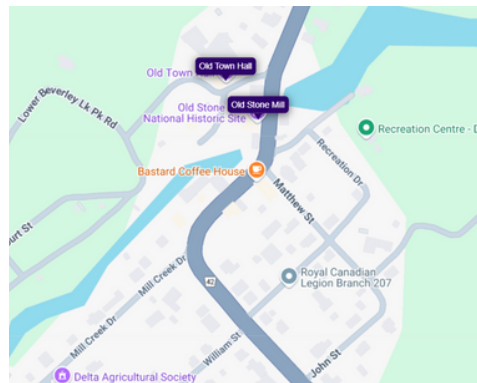 Old Town Hall
Old Town
Old Stone Mill
Old Stone
National Historic Site
Lower Beverley Lk Pk Rd
Recreation Centre - D
Bastard Coffee House
Recreation Dr
Matthew St
ourt St
Mill Creek Dr
42
Royal Canadian
Legion Branch 207
Mill Creek Dr
William St
John St
Delta Agricultural Society